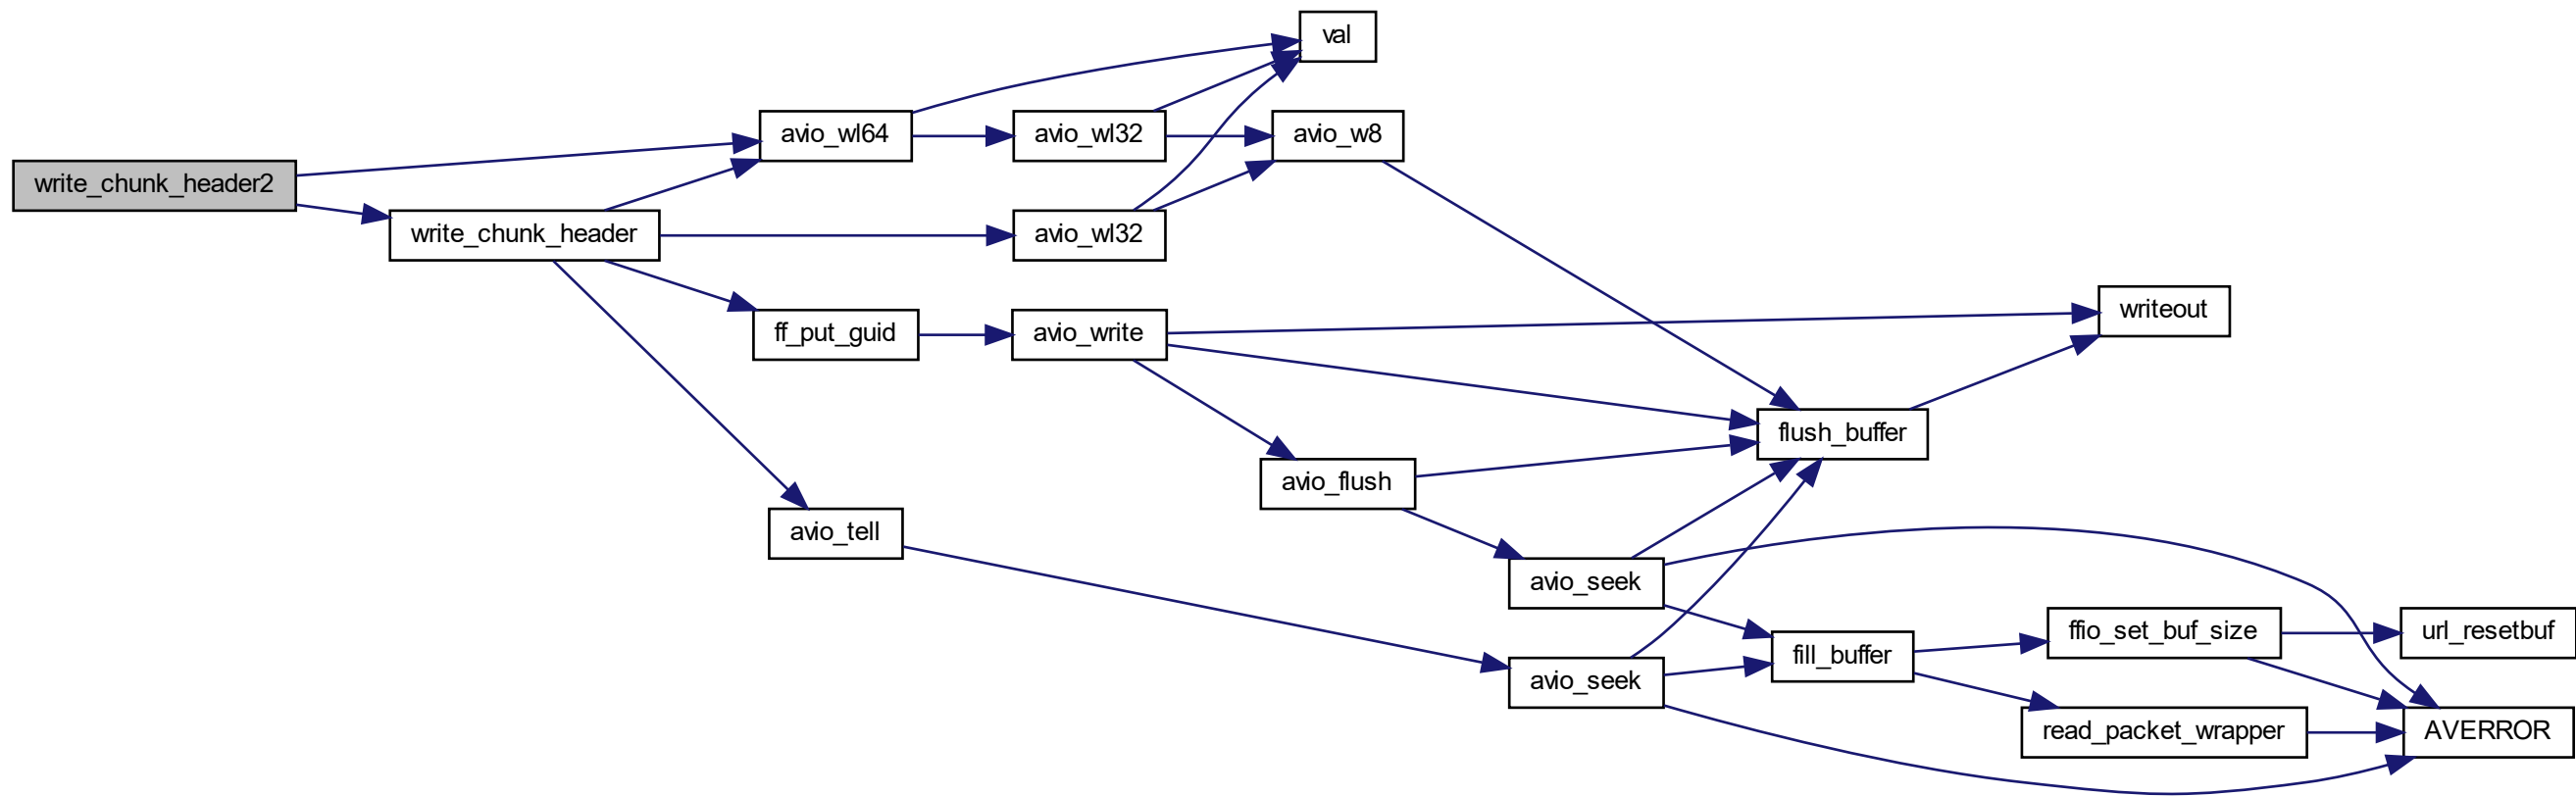 write_chunk_header2
write_chunk_header
avio_wl64
ff_put_guid
avio_tell
avio_wl32
avio_wl32
avio_write
val
avio_w8
avio_flush
avio_seek
avio_seek
flush_buffer
fill_buffer
writeout
ffio_set_buf_size
read_packet_wrapper
url_resetbuf
AVERROR